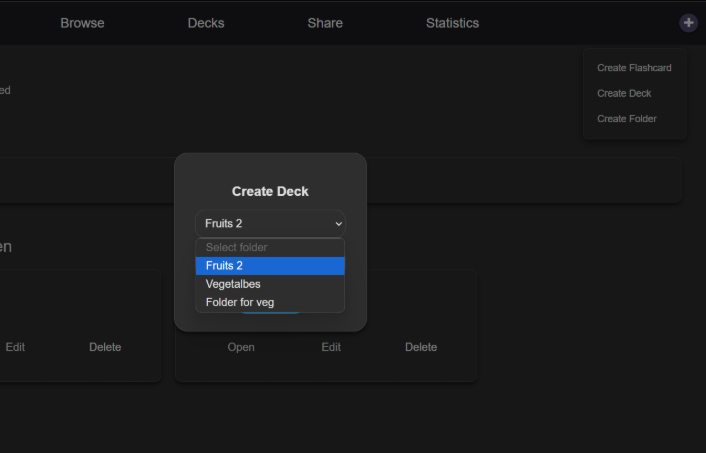 Browse Decks Share Statistics
Create Flashcard
ed
Create Deck
Create Folder
Create Deck
Fruits 2
en
Select folder
Fruits 2
Vegetalbes
Folder for veg
Edit Delete Open Edit Delete